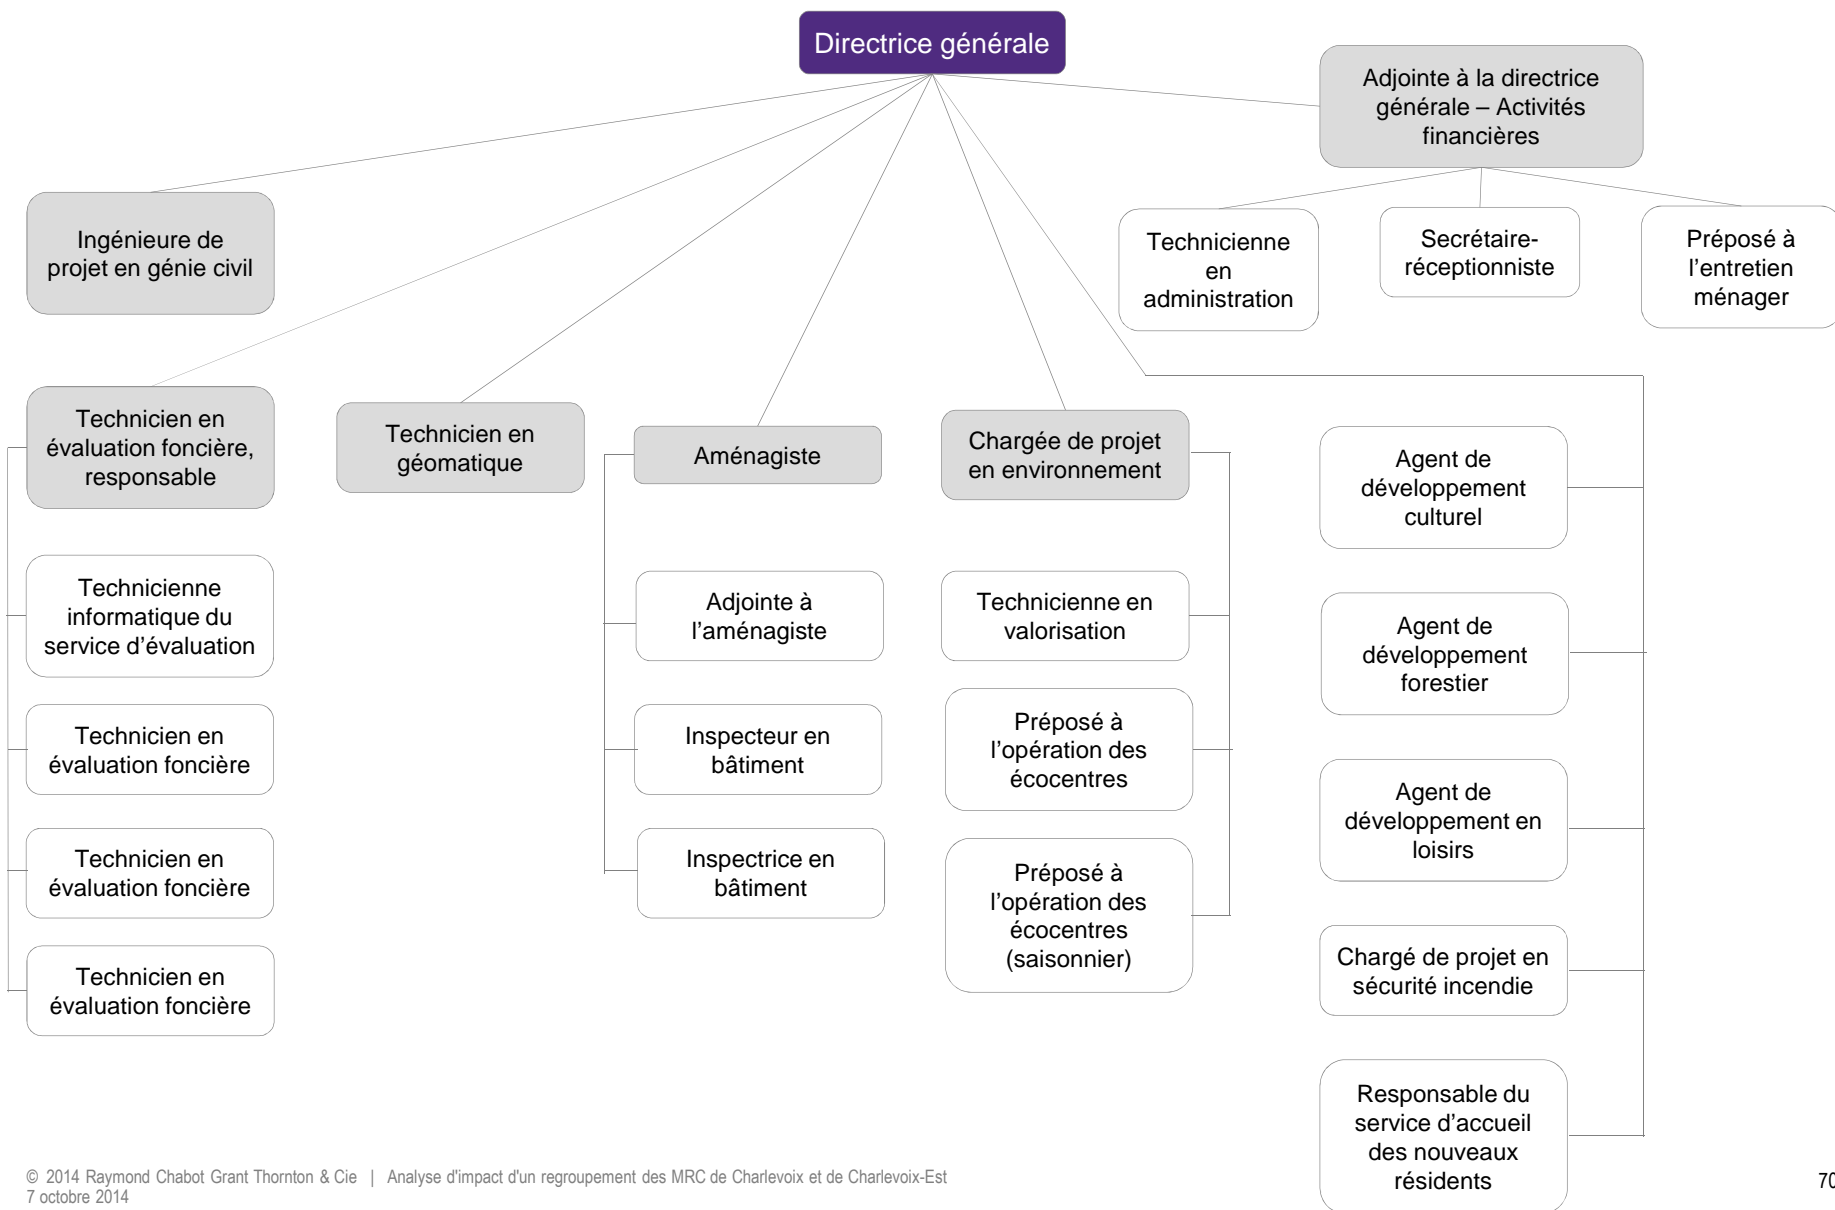 Directrice générale
Adjointe à la directrice
générale – Activités
financières
Ingénieure de
projet en génie civil
Technicienne
en
administration
Secrétaire-
réceptionniste
Préposé à
l’entretien
ménager
Technicien en
évaluation foncière,
responsable
Technicien en
géomatique
Aménagiste
Chargée de projet
en environnement
Agent de
développement
culturel
Technicienne
informatique du
service d’évaluation
Adjointe à
l’aménagiste
Technicienne en
valorisation
Agent de
développement
forestier
Technicien en
évaluation foncière
Inspecteur en
bâtiment
Préposé à
l’opération des
écocentres
Agent de
développement en
loisirs
Technicien en
évaluation foncière
Inspectrice en
bâtiment
Préposé à
l’opération des
écocentres
(saisonnier)
Chargé de projet en
sécurité incendie
Technicien en
évaluation foncière
Responsable du
service d’accueil
des nouveaux
résidents
© 2014 Raymond Chabot Grant Thornton & Cie | Analyse d'impact d'un regroupement des MRC de Charlevoix et de Charlevoix-Est
7 octobre 2014
70